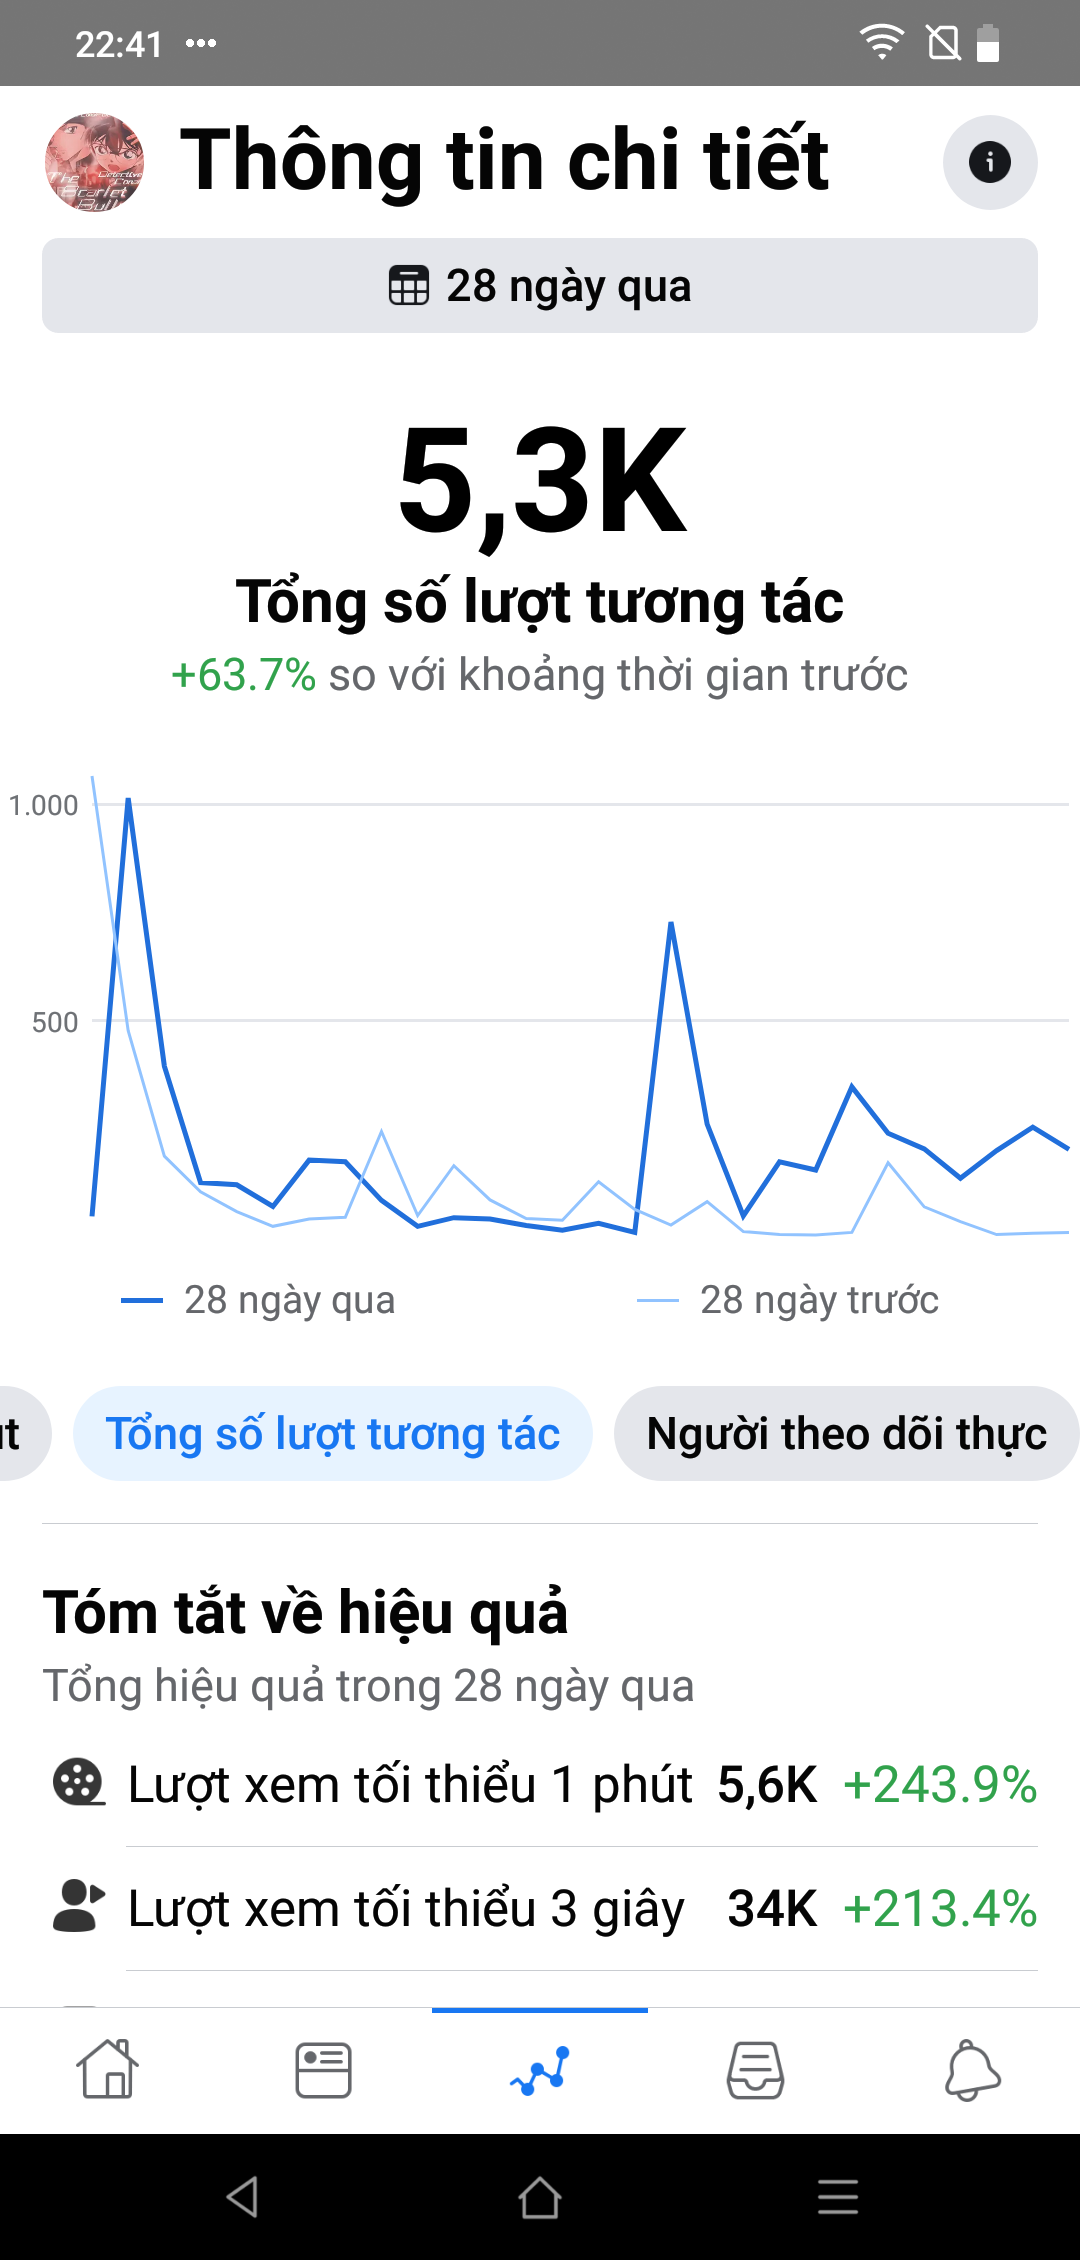 22:41
Thông tin chi tiết
28 ngày qua
5,3K
Tổng số lượt tương tác
+63.7% so với khoảng thời gian trước
1.000
500
28 ngày qua
28 ngày trước
Tổng số lượt tương tác
Người theo dõi thực
Tóm tắt về hiệu quả
Tổng hiệu quả trong 28 ngày qua
Lượt xem tối thiểu 1 phút 5,6K +243.9%
Lượt xem tối thiểu 3 giây 34K +213.4%